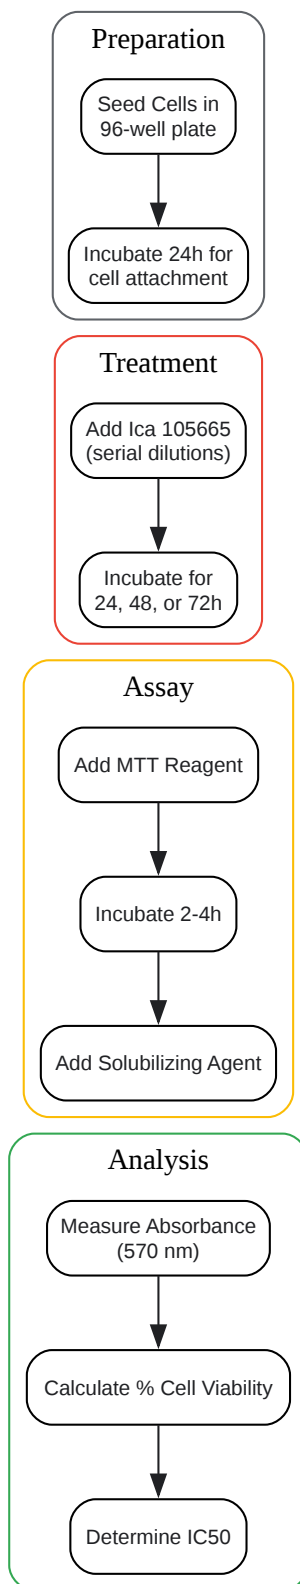 Preparation
Seed Cells in
96-well plate
Incubate 24h for
cell attachment
Treatment
Add Ica 105665
(serial dilutions)
Incubate for
24, 48, or 72h
Assay
Add MTT Reagent
Incubate 2-4h
Add Solubilizing Agent
Analysis
Measure Absorbance
(570 nm)
Calculate % Cell Viability
Determine IC50